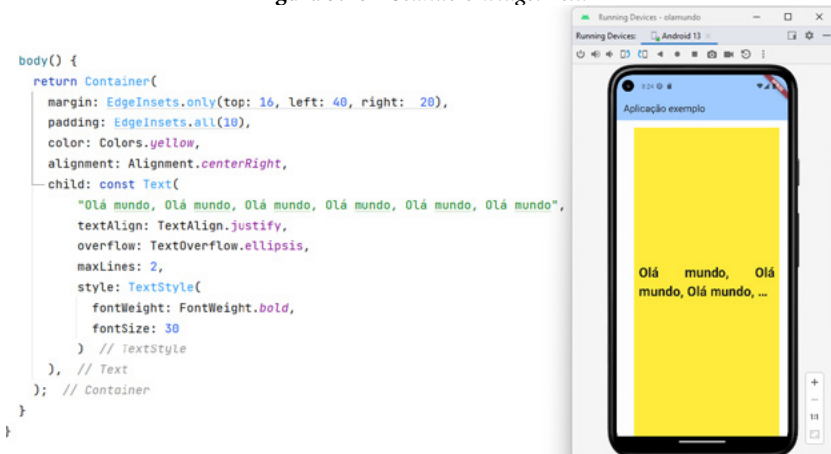 Running Devices - olamundo
Running Devices: Android 13
body() {
return Container(
margin: EdgeInsets.only(top: 16, left: 40, right: 20),
padding: EdgeInsets.all(10),
color: Colors.yellow,
alignment: Alignment.centerRight,
child: const Text(
"Olá mundo, Olá mundo, Olá mundo, Olá mundo, Olá mundo, Olá mundo",
textAlign: TextAlign.justify,
overflow: TextOverflow.ellipsis,
maxLines: 2,
style: TextStyle(
fontWeight: FontWeight.bold,
fontSize: 30
) // TextStyle
), // Text
); // Container
}
}
Aplicação exemplo
Olá mundo, Olá
mundo, Olá mundo, ...
1:1